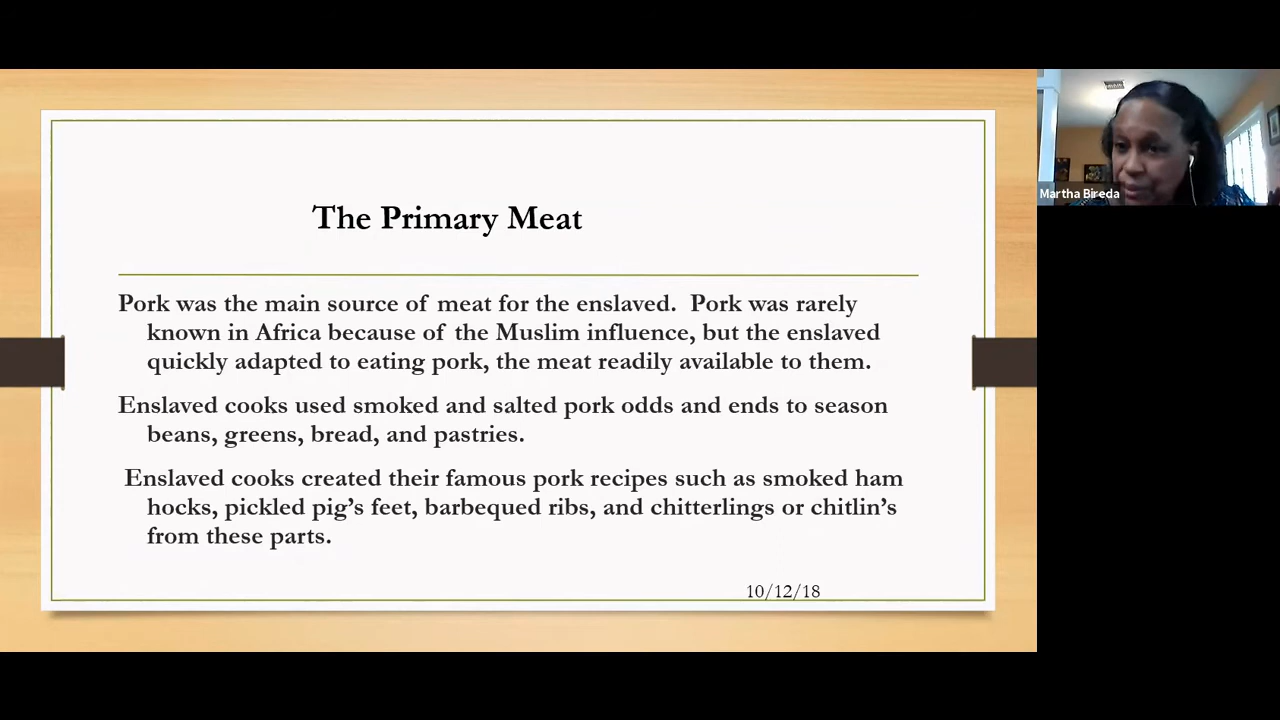 The Primary Meat
Pork was the main source of meat for the enslaved.  Pork was rarely
known in Africa because of the Muslim influence, but the enslaved
quickly adapted to eating pork, the meat readily available to them.
Enslaved cooks used smoked and salted pork odds and ends to season
beans, greens, bread, and pastries.
Enslaved cooks created their famous pork recipes such as smoked ham
hocks, pickled pig’s feet, barbequed ribs, and chitterlings or chitlin’s
from these parts.
10/12/18
Martha Bireda